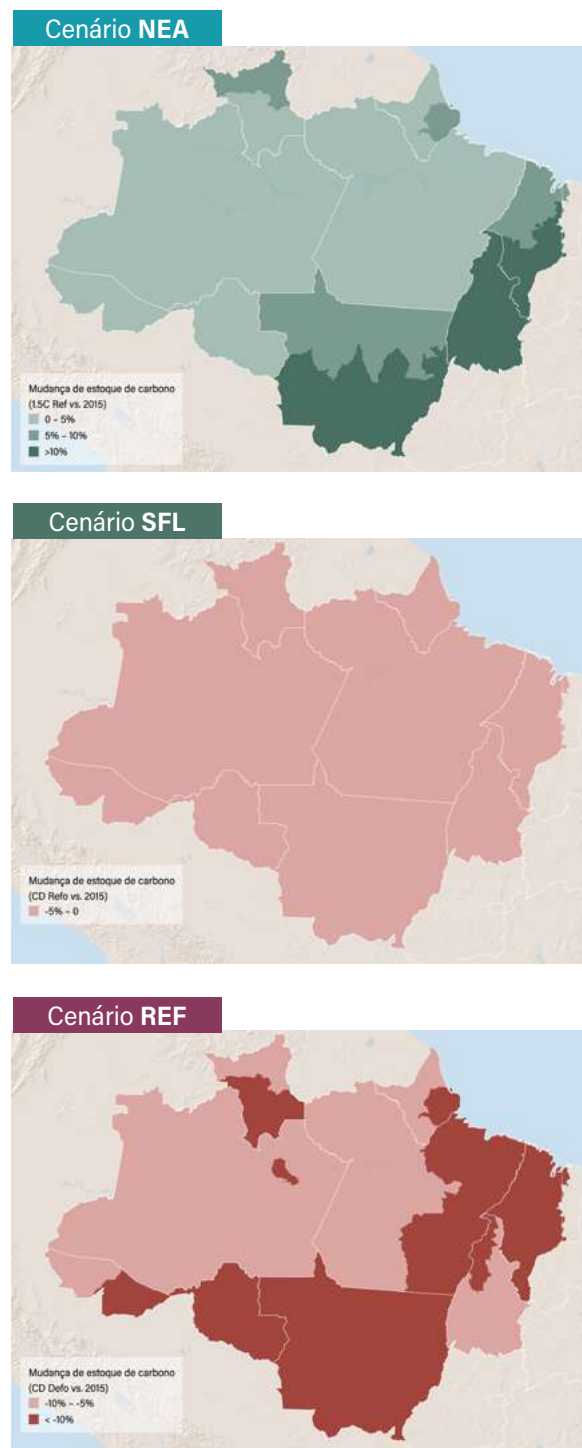 Cenário NEA
Mudança de estoque de carbono
(1.5C Ref vs. 2015)
0 – 5%
5% – 10%
>10%
Cenário SFL
Mudança de estoque de carbono
(CD Refo vs. 2015)
-5% – 0
Cenário REF
Mudança de estoque de carbono
(CD Defo vs. 2015)
-10% – -5%
< -10%